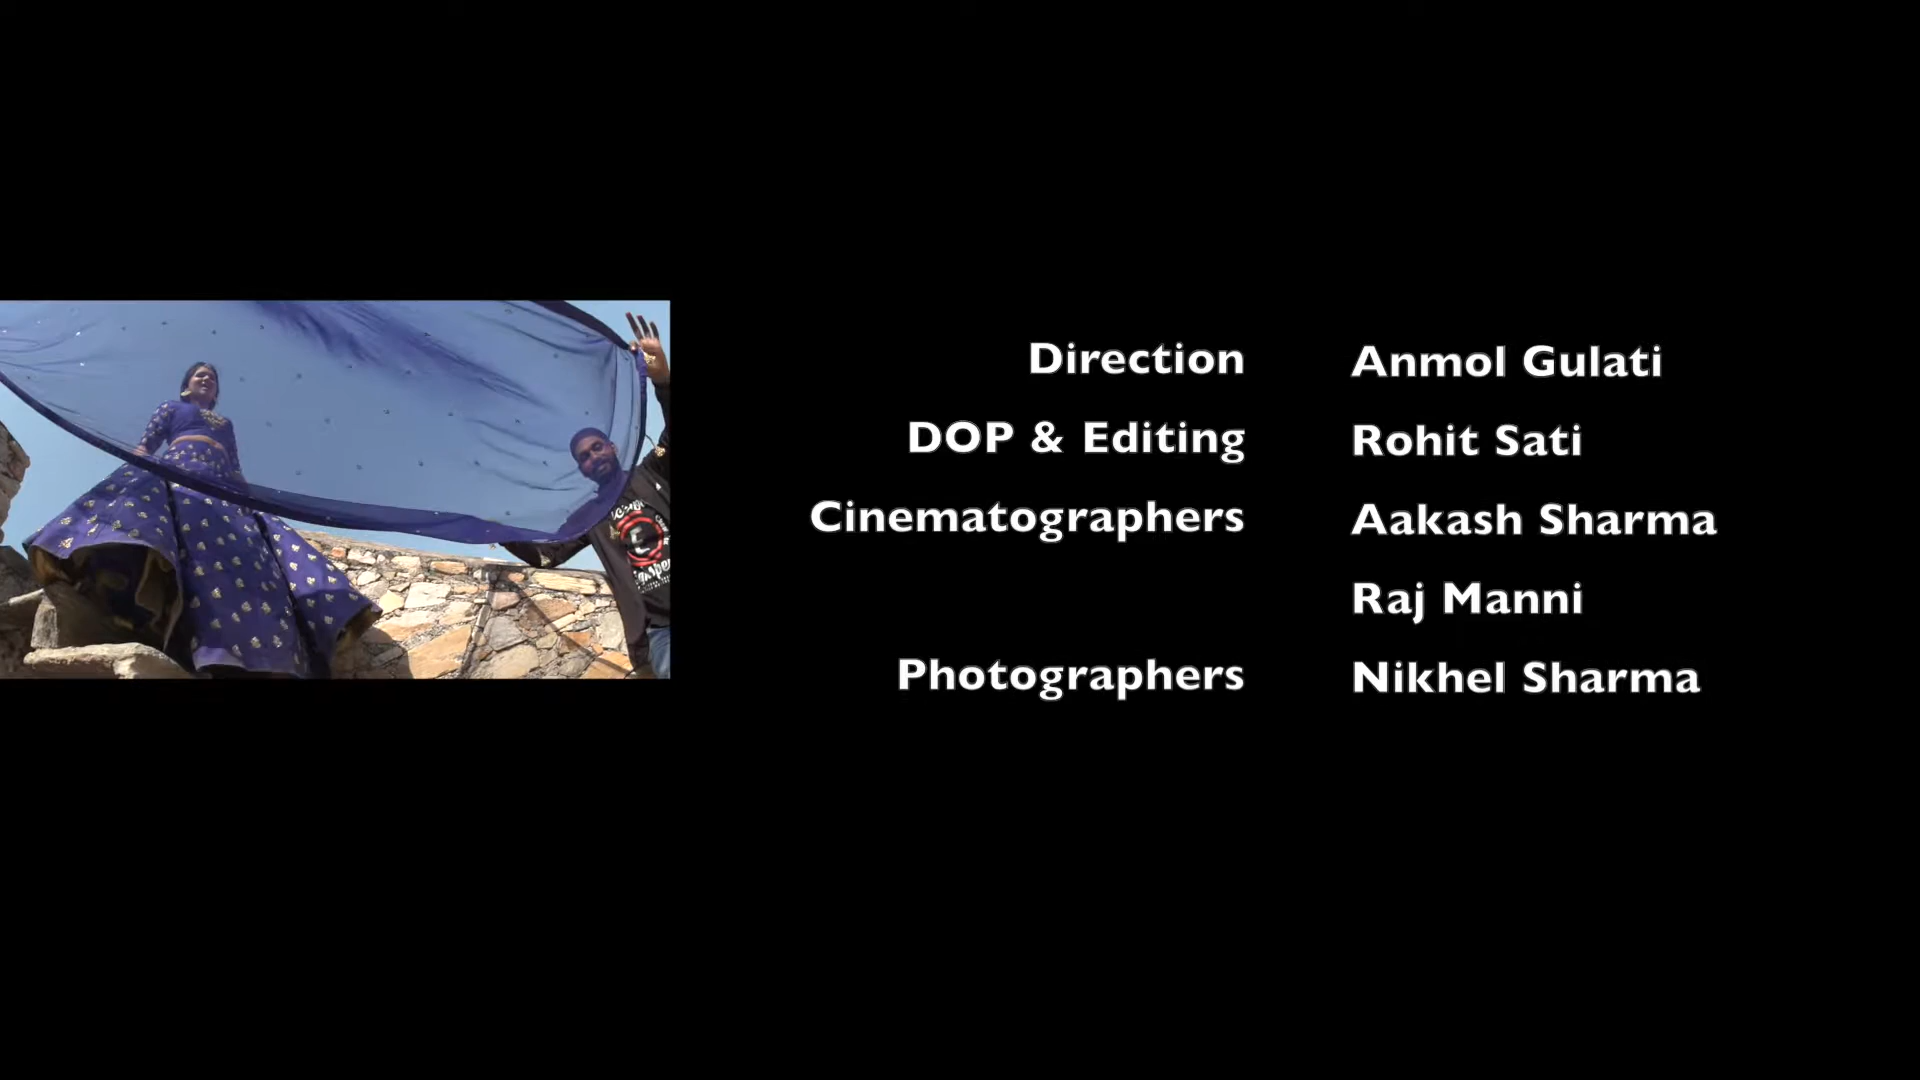 Direction Anmol Gulati
DOP & Editing Rohit Sati
Cinematographers Aakash Sharma
Raj Manni
Photographers Nikhel Sharma